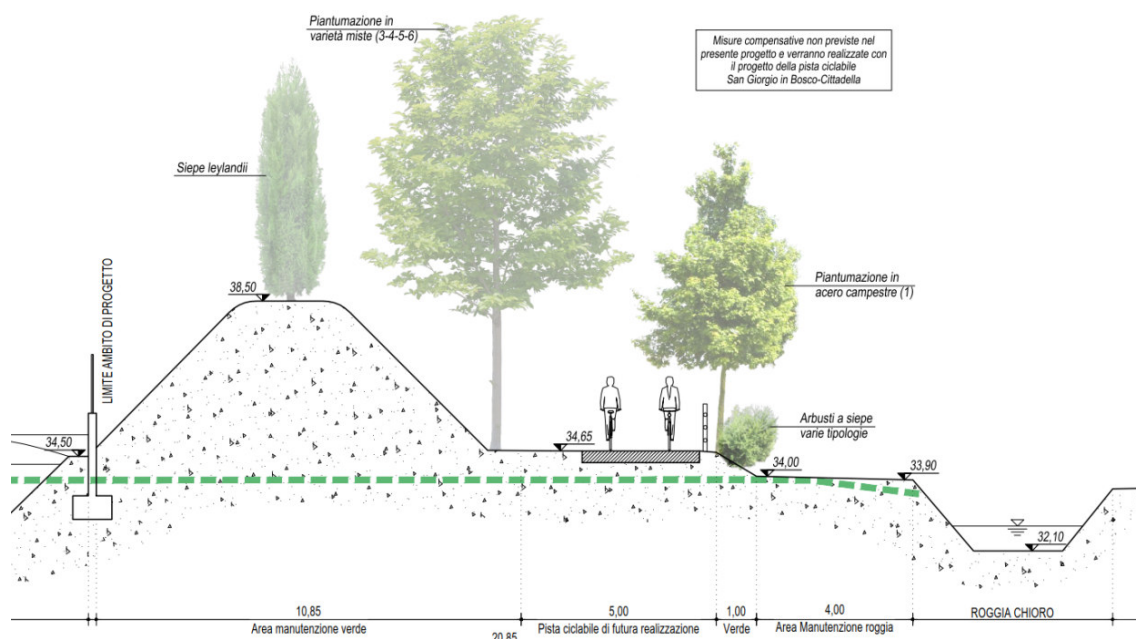 Piantumazione in
varietà miste (3-4-5-6)
Misure compensative non previste nel
presente progetto e verranno realizzate con
il progetto della pista ciclabile
San Giorgio in Bosco-Cittadella
Siepe leylandii
Piantumazione in
acero campestre (1)
38,50
LIMITE AMBITO DI PROGETTO
Arbusti a siepe
varie tipologie
34,50
34,65
34,00
33,90
32,10
10,85
5,00
1,00
4,00
ROGGIA CHIORO
Area manutenzione verde
Pista ciclabile di futura realizzazione
Verde
Area Manutenzione roggia
20,85